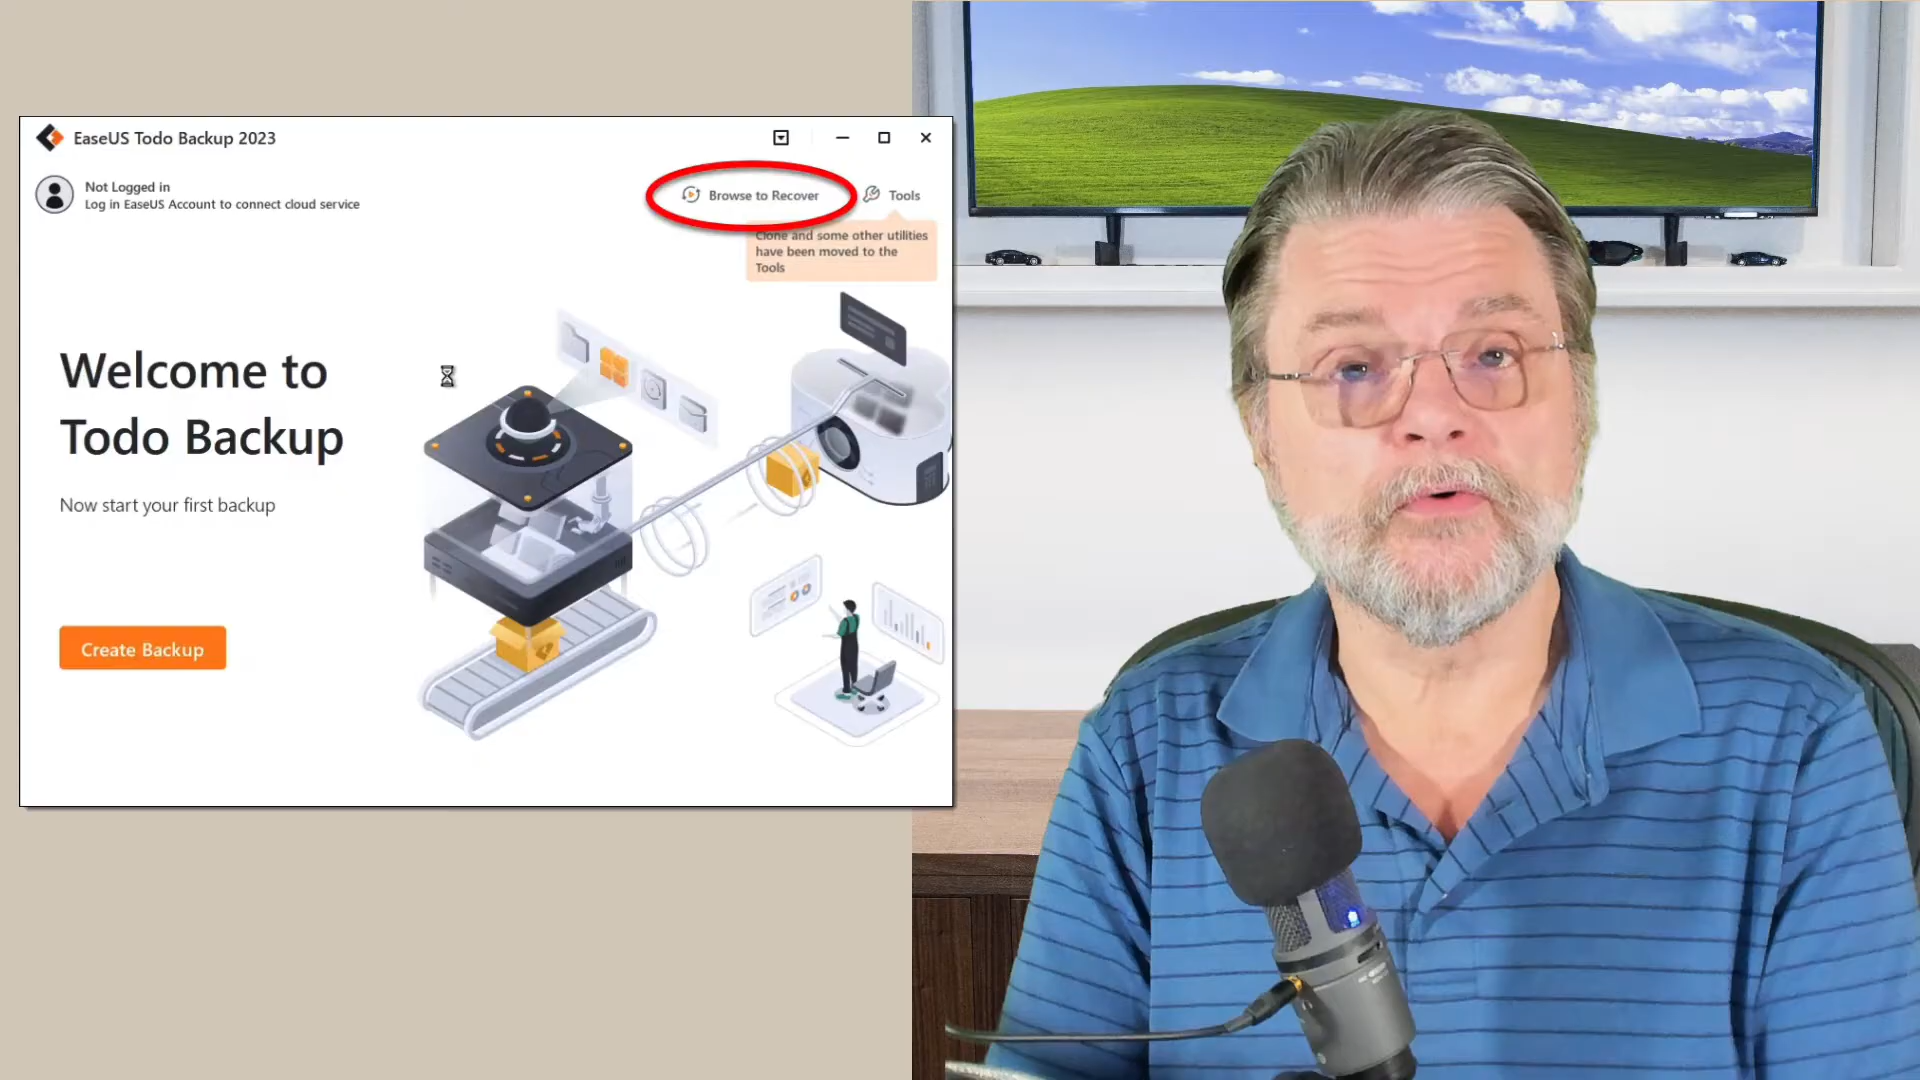 EaseUS Todo Backup 2023
Not Logged in
Log in EaseUS Account to connect cloud service
Browse to Recover
Tools
Clone and some other utilities
have been moved to the
Tools
Welcome to
Todo Backup
Now start your first backup
Create Backup